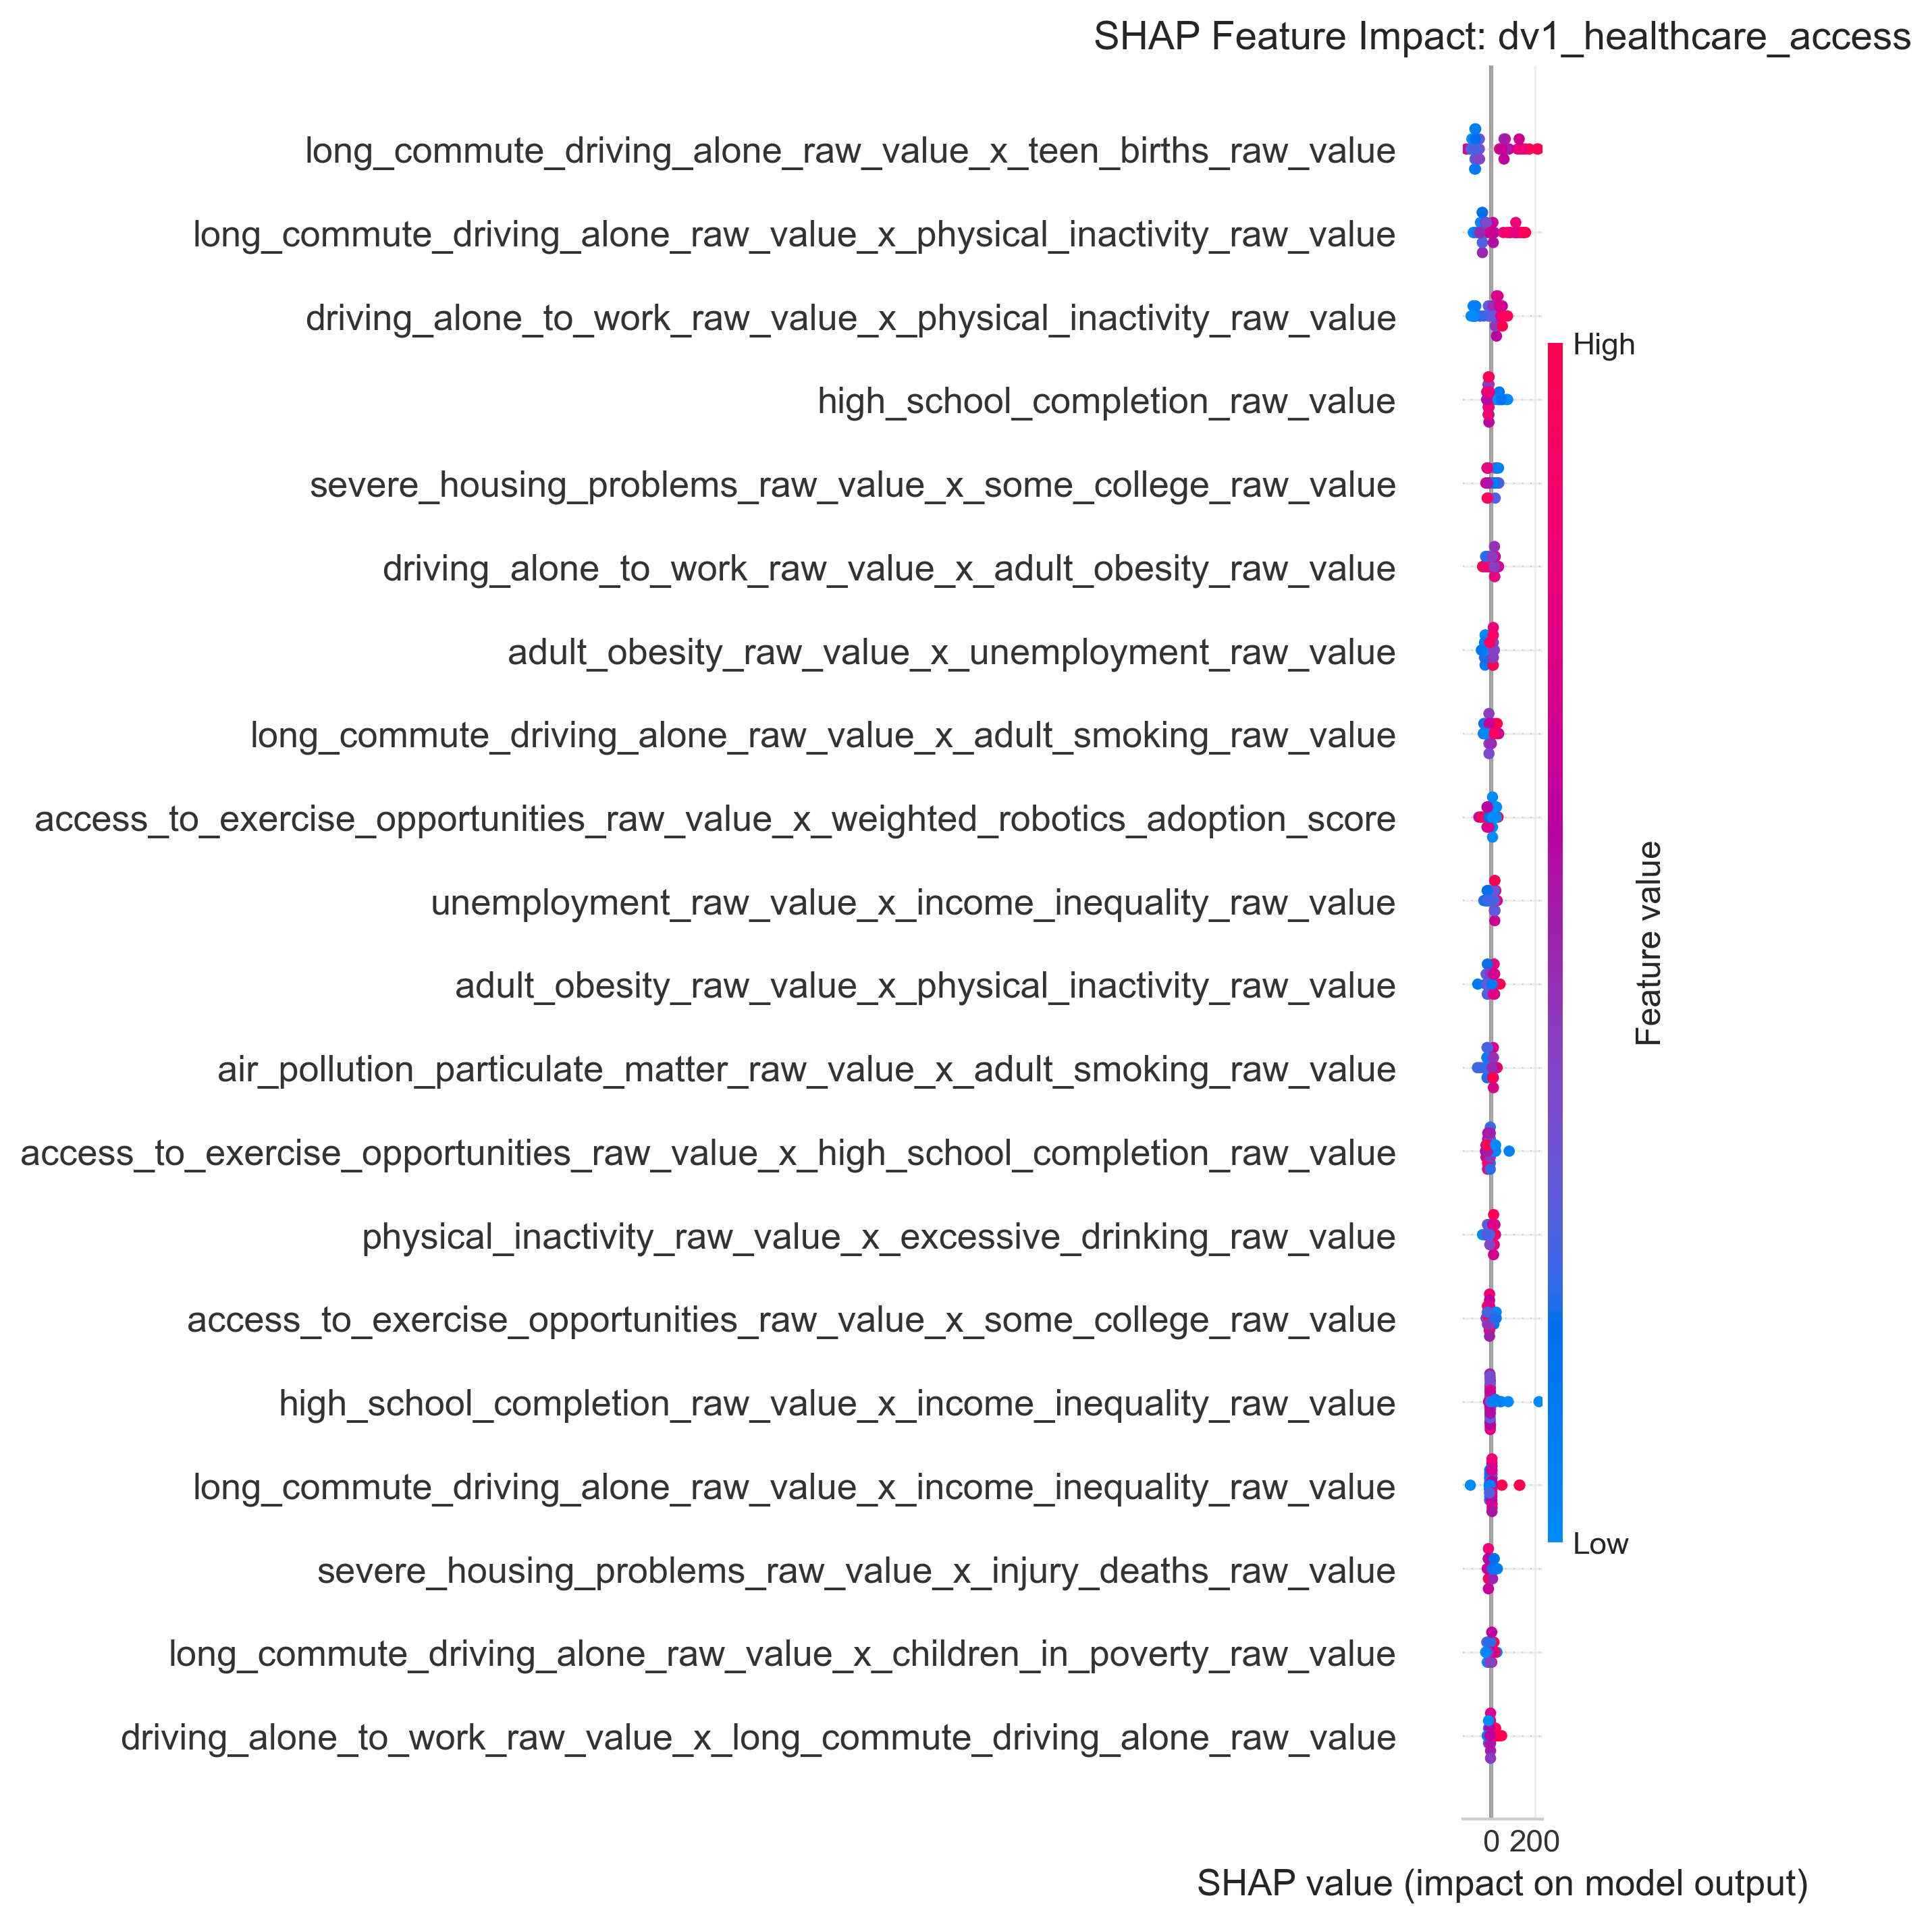 SHAP Feature Impact: dv1_healthcare_access
long_commute_driving_alone_raw_value_x_teen_births_raw_value
long_commute_driving_alone_raw_value_x_physical_inactivity_raw_value
driving_alone_to_work_raw_value_x_physical_inactivity_raw_value
High
high_school_completion_raw_value
severe_housing_problems_raw_value_x_some_college_raw_value
driving_alone_to_work_raw_value_x_adult_obesity_raw_value
adult_obesity_raw_value_x_unemployment_raw_value
long_commute_driving_alone_raw_value_x_adult_smoking_raw_value
access_to_exercise_opportunities_raw_value_x_weighted_robotics_adoption_score
unemployment_raw_value_x_income_inequality_raw_value
Feature value
adult_obesity_raw_value_x_physical_inactivity_raw_value
air_pollution_particulate_matter_raw_value_x_adult_smoking_raw_value
access_to_exercise_opportunities_raw_value_x_high_school_completion_raw_value
physical_inactivity_raw_value_x_excessive_drinking_raw_value
access_to_exercise_opportunities_raw_value_x_some_college_raw_value
high_school_completion_raw_value_x_income_inequality_raw_value
long_commute_driving_alone_raw_value_x_income_inequality_raw_value
Low
severe_housing_problems_raw_value_x_injury_deaths_raw_value
long_commute_driving_alone_raw_value_x_children_in_poverty_raw_value
driving_alone_to_work_raw_value_x_long_commute_driving_alone_raw_value
0 200
SHAP value (impact on model output)